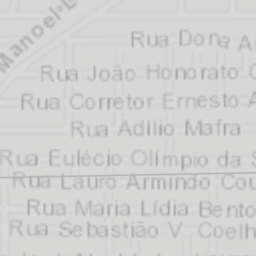 Manoel
Rua Dona
Rua João Honorato
Rua Corretor Ernesto
Rua Adílio Mafra
Rua Eulécio Olímpio da
Rua Lauro Armindo
Rua Maria Lídia Bento
Rua Sebastião V. Coelh